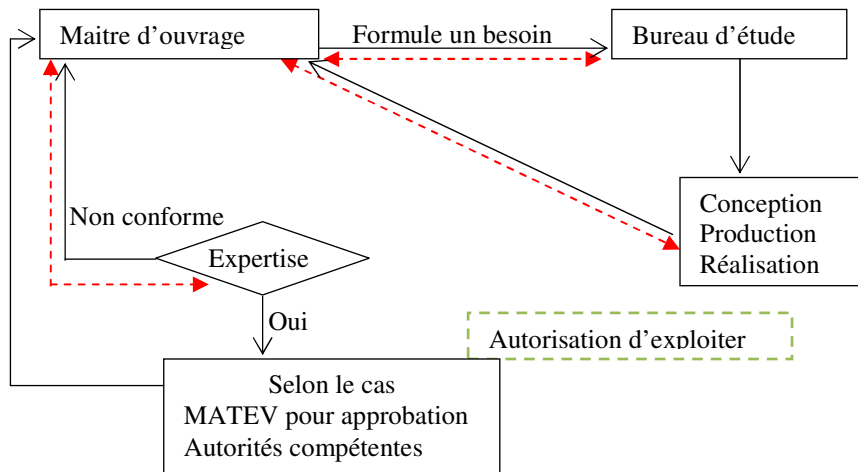 Maitre d'ouvrage
Formule un besoin
Bureau d'étude
Conception
Production
Réalisation
Non conforme
Expertise
Oui
Autorisation d'exploiter
Selon le cas
MATEV pour approbation
Autorités compétentes